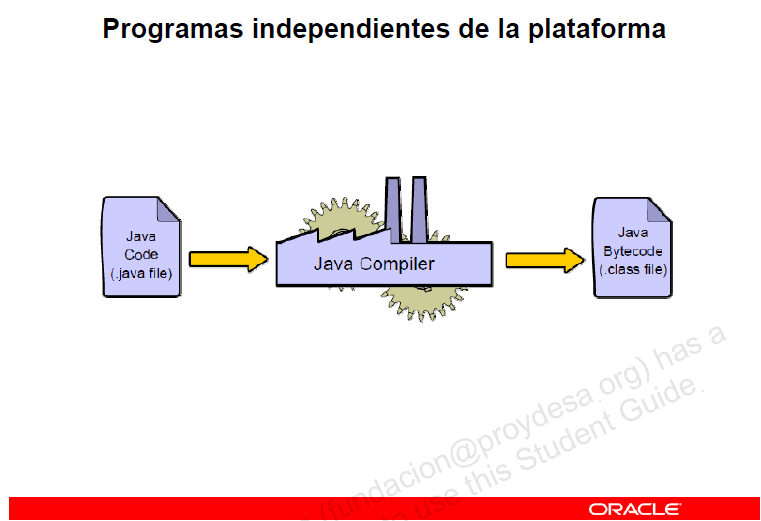 Programas independientes de la plataforma
Java
Code
(.java file)
Java Compiler
Java
Bytecode
(.class file)
(fundacion@proydesa.org) has a
to use this Student Guide.
ORACLE